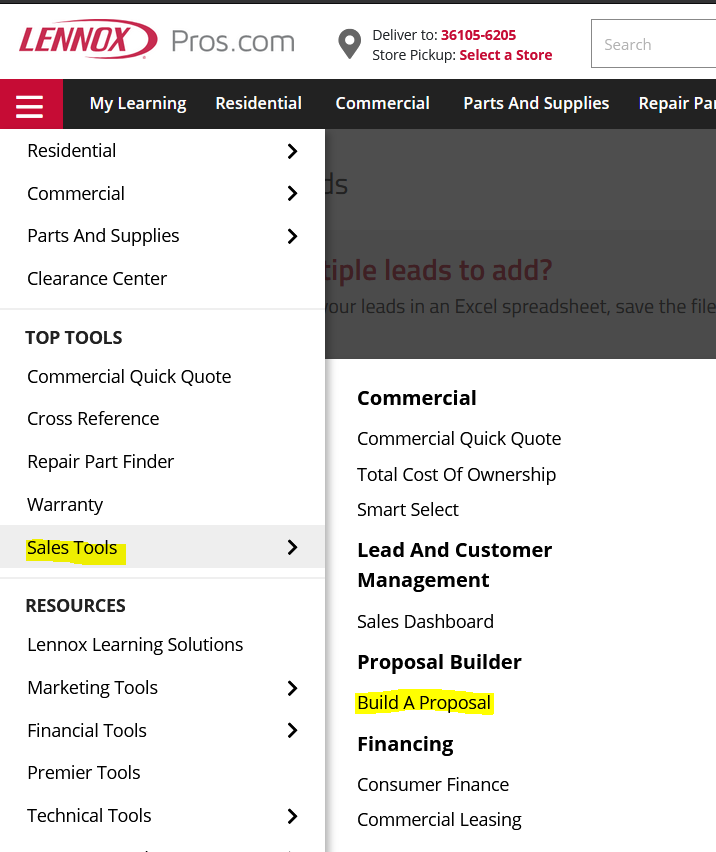 LENNOX Pros.com
Deliver to: 36105-6205
Store Pickup: Select a Store
Search
My Learning Residential Commercial Parts And Supplies Repair
Residential
Commercial
Parts And Supplies
Clearance Center
TOP TOOLS
Commercial Quick Quote
Cross Reference
Repair Part Finder
Warranty
Sales Tools
RESOURCES
Lennox Learning Solutions
Marketing Tools
Financial Tools
Premier Tools
Technical Tools
leads to add?
your leads in an Excel spreadsheet, save the file
Commercial
Commercial Quick Quote
Total Cost Of Ownership
Smart Select
Lead And Customer
Management
Sales Dashboard
Proposal Builder
Build A Proposal
Financing
Consumer Finance
Commercial Leasing